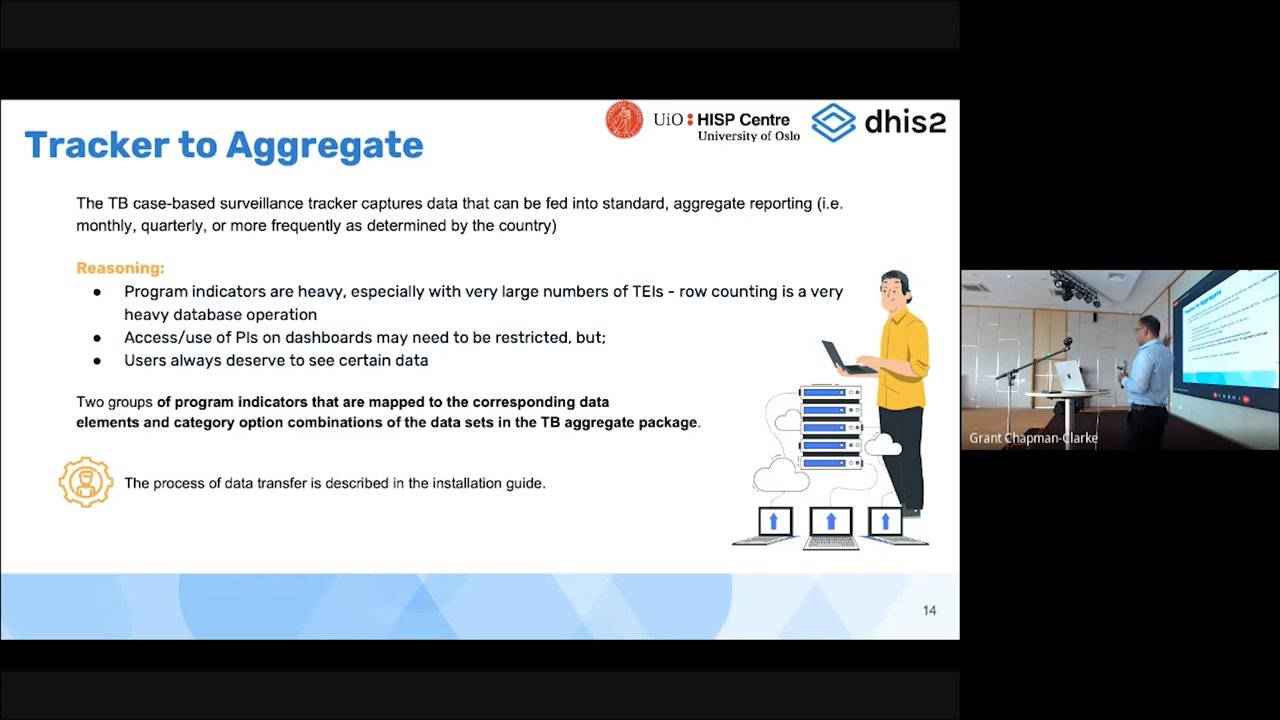 UiO : HISP Centre
University of Oslo
dhis2
Tracker to Aggregate
The TB case-based surveillance tracker captures data that can be fed into standard, aggregate reporting (i.e.
monthly, quarterly, or more frequently as determined by the country)
Reasoning:
● Program indicators are heavy, especially with very large numbers of TEIs - row counting is a very
heavy database operation
● Access/use of PIs on dashboards may need to be restricted, but;
● Users always deserve to see certain data
Two groups of program indicators that are mapped to the corresponding data
elements and category option combinations of the data sets in the TB aggregate package.
The process of data transfer is described in the installation guide.
14
Grant Chapman-Clarke
Tracker to Aggregate